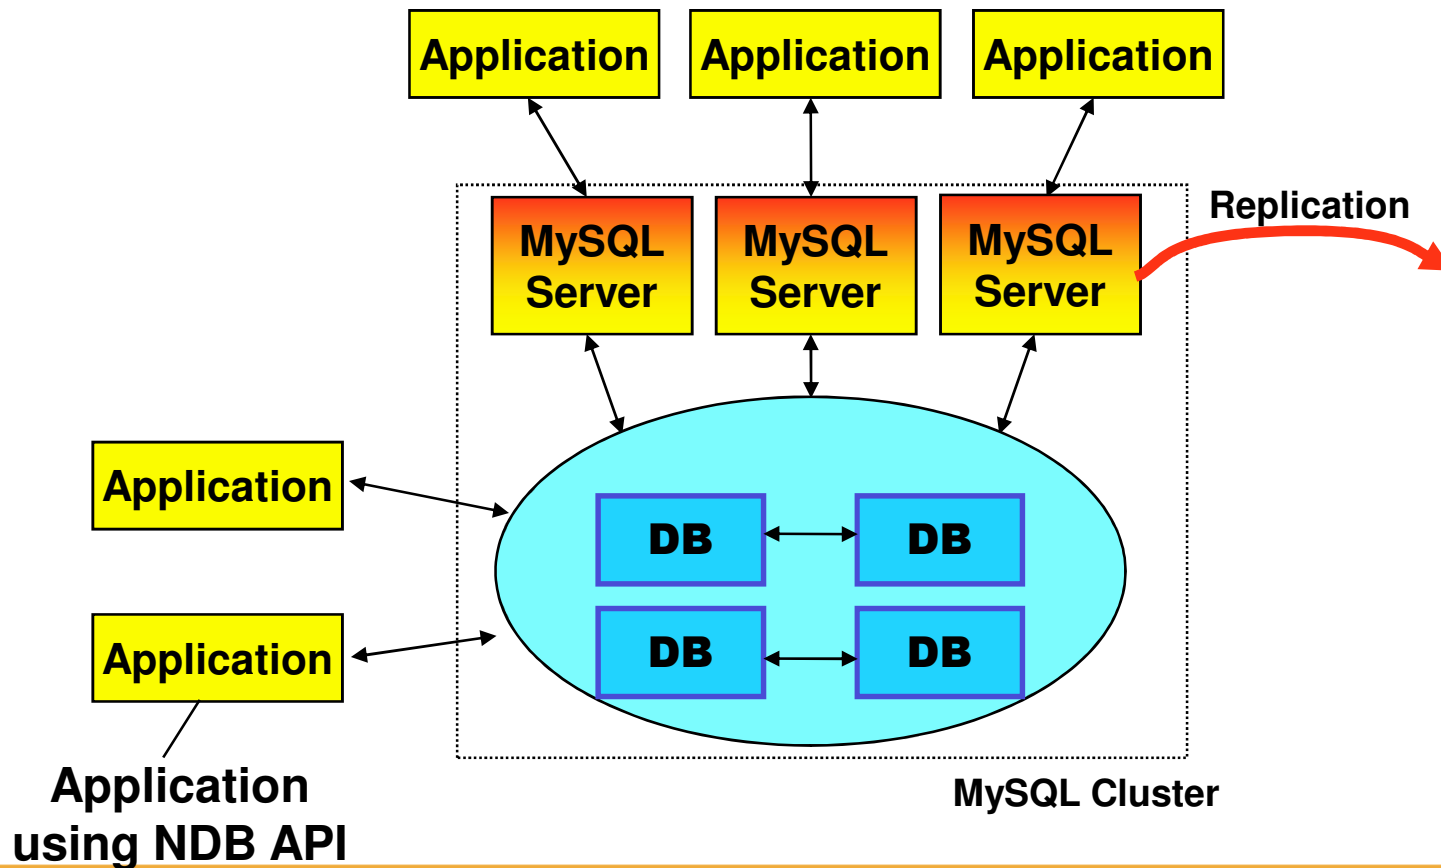 Application
Application
Application
MySQL
Server
MySQL
Server
MySQL
Server
Replication
Application
DB
DB
Application
DB
DB
Application
using NDB API
MySQL Cluster